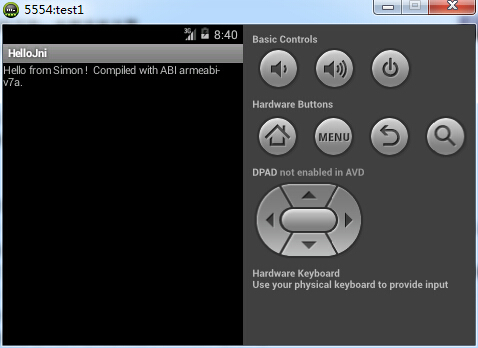 5554:test1
3G 8:40
HelloJni
Hello from Simon !  Compiled with ABI armeabi-
v7a.
Basic Controls
Hardware Buttons
MENU
DPAD not enabled in AVD
Hardware Keyboard
Use your physical keyboard to provide input